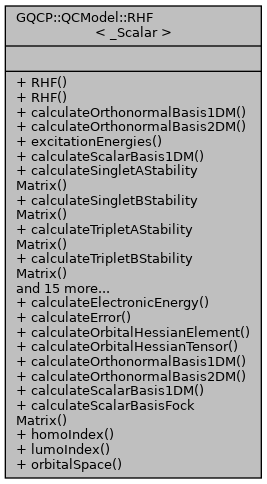 GQCP::QCModel::RHF
< _Scalar >
+ RHF()
+ RHF()
+ calculateOrthonormalBasis1DM()
+ calculateOrthonormalBasis2DM()
+ excitationEnergies()
+ calculateScalarBasis1DM()
+ calculateSingletAStability
Matrix()
+ calculateSingletBStability
Matrix()
+ calculateTripletAStability
Matrix()
+ calculateTripletBStability
Matrix()
and 15 more...
+ calculateElectronicEnergy()
+ calculateError()
+ calculateOrbitalHessianElement()
+ calculateOrbitalHessianTensor()
+ calculateOrthonormalBasis1DM()
+ calculateOrthonormalBasis2DM()
+ calculateScalarBasis1DM()
+ calculateScalarBasisFock
Matrix()
+ homoIndex()
+ lumoIndex()
+ orbitalSpace()